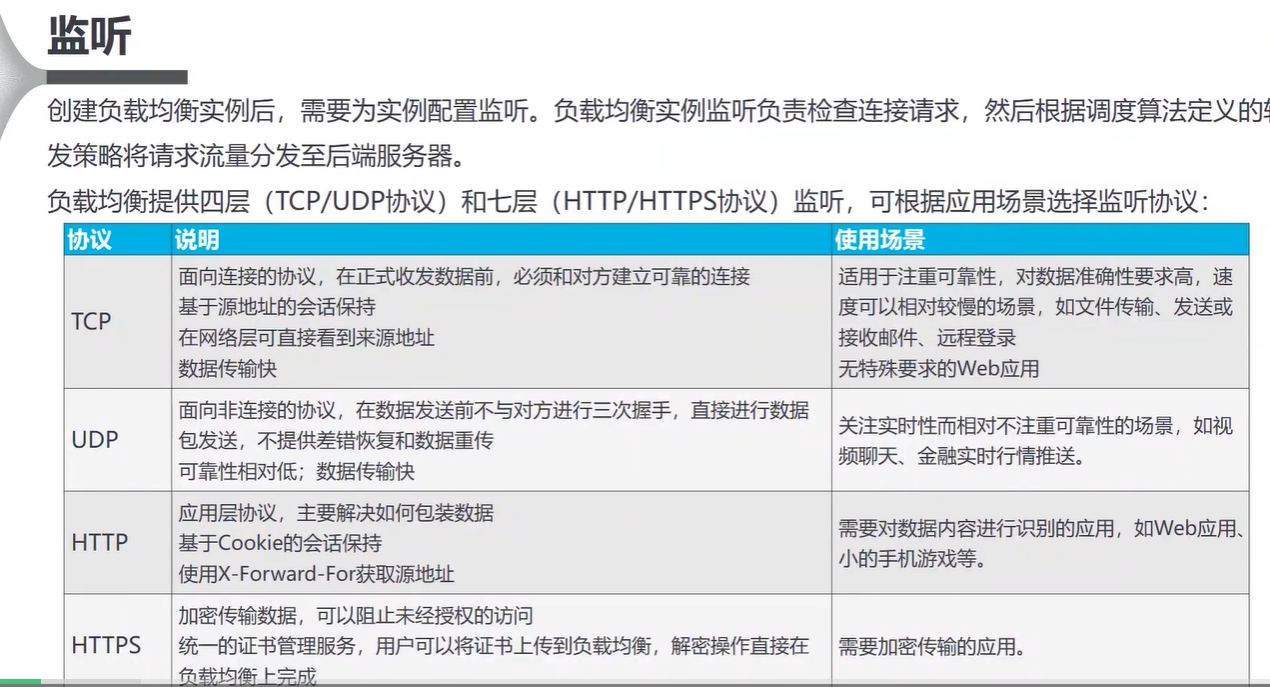 监听
创建负载均衡实例后，需要为实例配置监听。负载均衡实例监听负责检查连接请求，然后根据调度算法定义的转
发策略将请求流量分发至后端服务器。
负载均衡提供四层（TCP/UDP协议）和七层（HTTP/HTTPS协议）监听，可根据应用场景选择监听协议：
协议 说明 使用场景
TCP
面向连接的协议，在正式收发数据前，必须和对方建立可靠的连接
基于源地址的会话保持
在网络层可直接看到来源地址
数据传输快
适用于注重可靠性，对数据准确性要求高，速
度可以相对较慢的场景，如文件传输、发送或
接收邮件、远程登录
无特殊要求的Web应用
UDP
面向非连接的协议，在数据发送前不与对方进行三次握手，直接进行数据
包发送，不提供差错恢复和数据重传
可靠性相对低；数据传输快
关注实时性而相对不注重可靠性的场景，如视
频聊天、金融实时行情推送。
HTTP
应用层协议，主要解决如何包装数据
基于Cookie的会话保持
使用X-Forward-For获取源地址
需要对数据内容进行识别的应用，如Web应用、
小的手机游戏等。
HTTPS
加密传输数据，可以阻止未经授权的访问
统一的证书管理服务，用户可以将证书上传到负载均衡，解密操作直接在
负载均衡上完成
需要加密传输的应用。